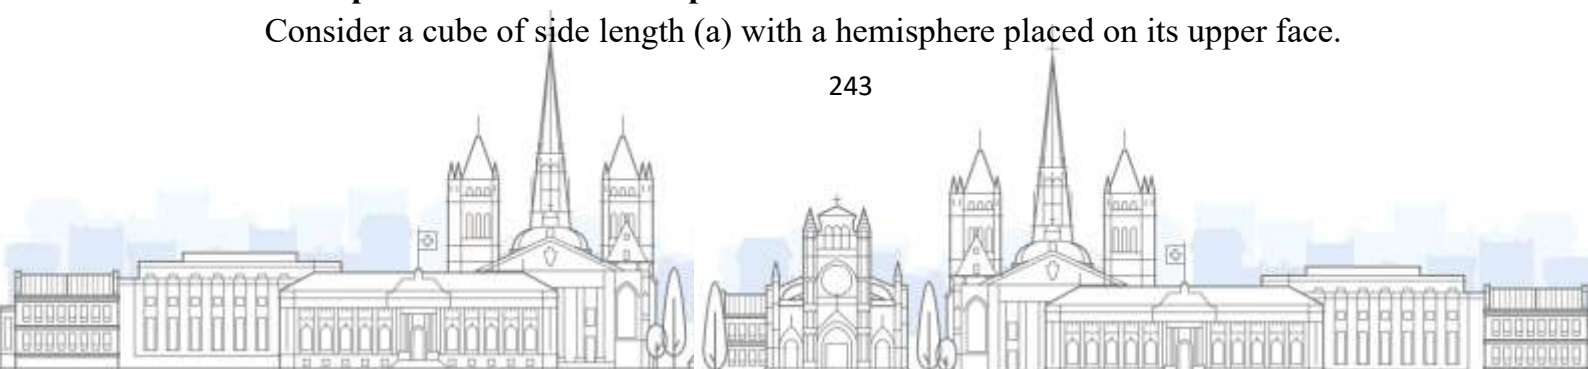 Consider a cube of side length (a) with a hemisphere placed on its upper face.
243